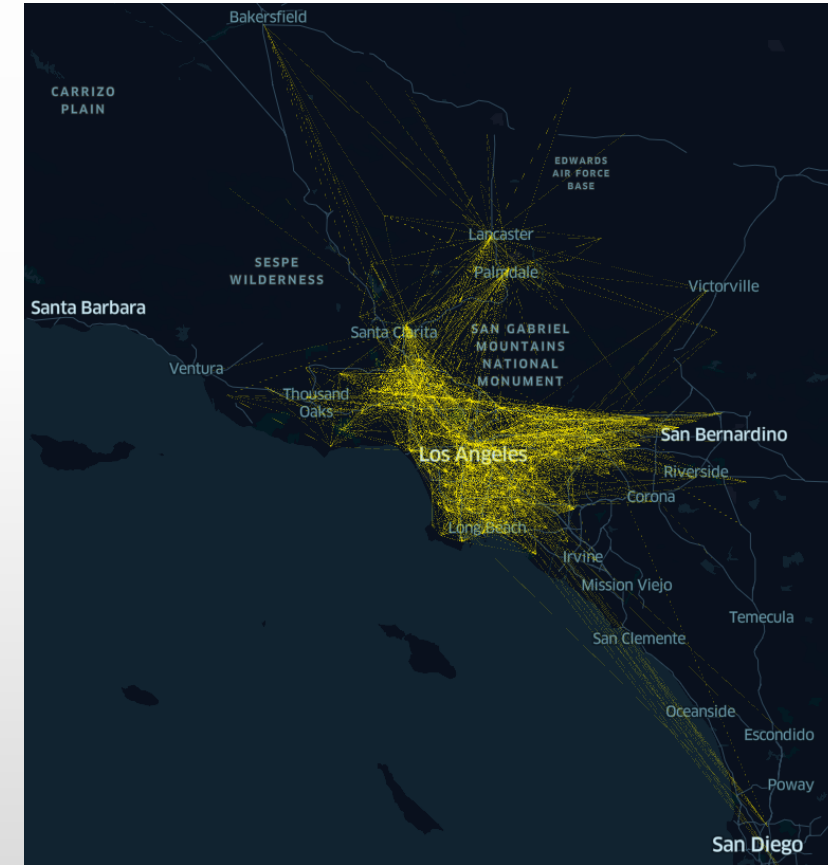 Bakersfield
CARRIZO
PLAIN
EDWARDS
AIR FORCE
BASE
Lancaster
SESPE
WILDERNESS
Palmdale
Victorville
Santa Barbara
Santa Clarita
SAN GABRIEL
MOUNTAINS
NATIONAL
MONUMENT
Ventura
Thousand
Oaks
San Bernardino
Los Angeles
Riverside
Corona
Long Beach
Irvine
Mission Viejo
Temecula
San Clemente
Oceanside
Escondido
Poway
San Diego